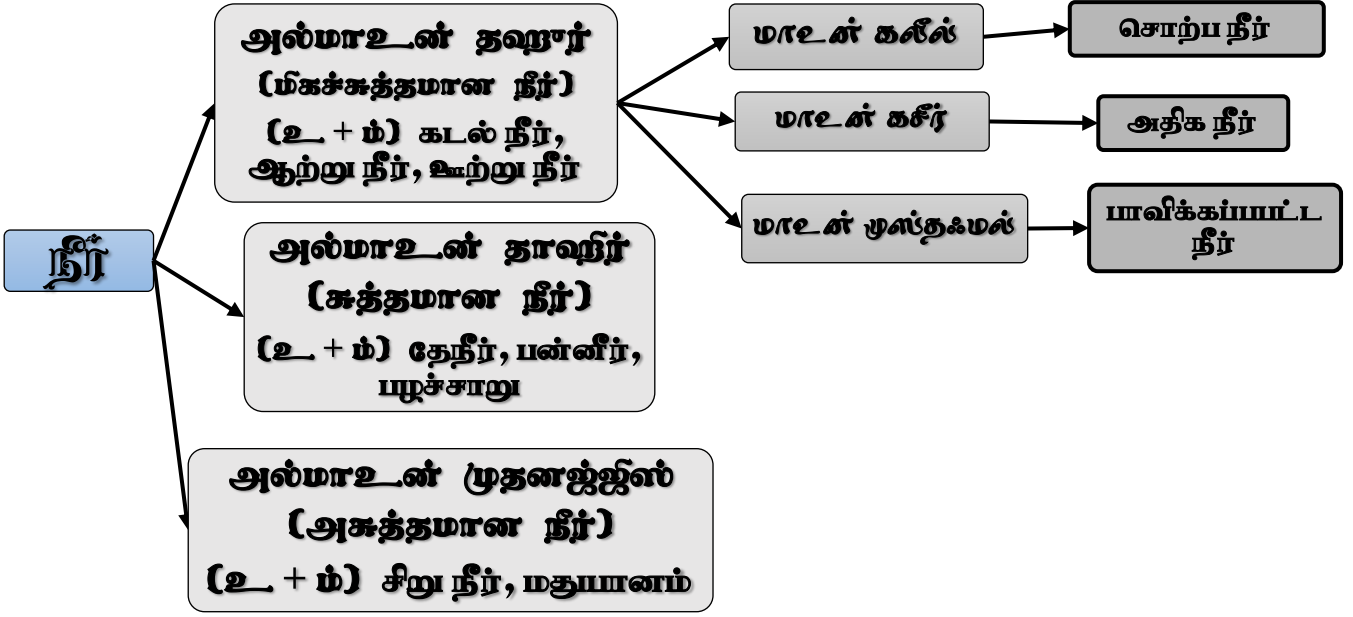 நீர்
அல்மாஉன் தஹூர்
(மிகச்சுத்தமான நீர்)
(உ + ம்) கடல் நீர்,
ஆற்று நீர், ஊற்று நீர்
மாஉன் கலீல்
சொற்ப நீர்
மாஉன் கசீர்
அதிக நீர்
மாஉன் முஸ்தஃமல்
பாவிக்கப்பபட்ட
நீர்
அல்மாஉன் தாஹிர்
(சுத்தமான நீர்)
(உ + ம்) தேநீர், பன்னீர்,
பழச்சாறு
அல்மாஉன் முதனஜ்ஜிஸ்
(அசுத்தமான நீர்)
(உ + ம்) சிறு நீர், மதுயானம்